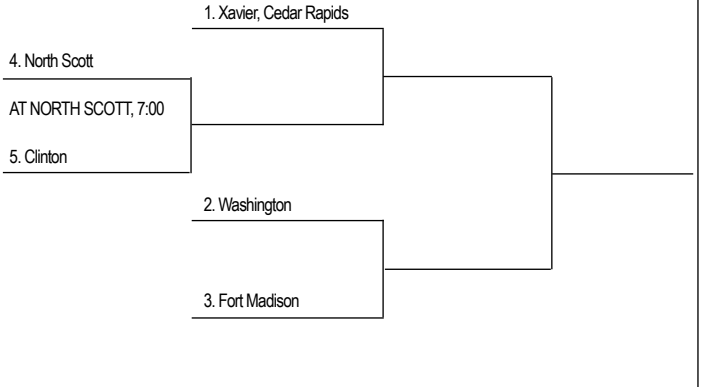 1. Xavier, Cedar Rapids
4. North Scott
AT NORTH SCOTT, 7:00
5. Clinton
2. Washington
3. Fort Madison